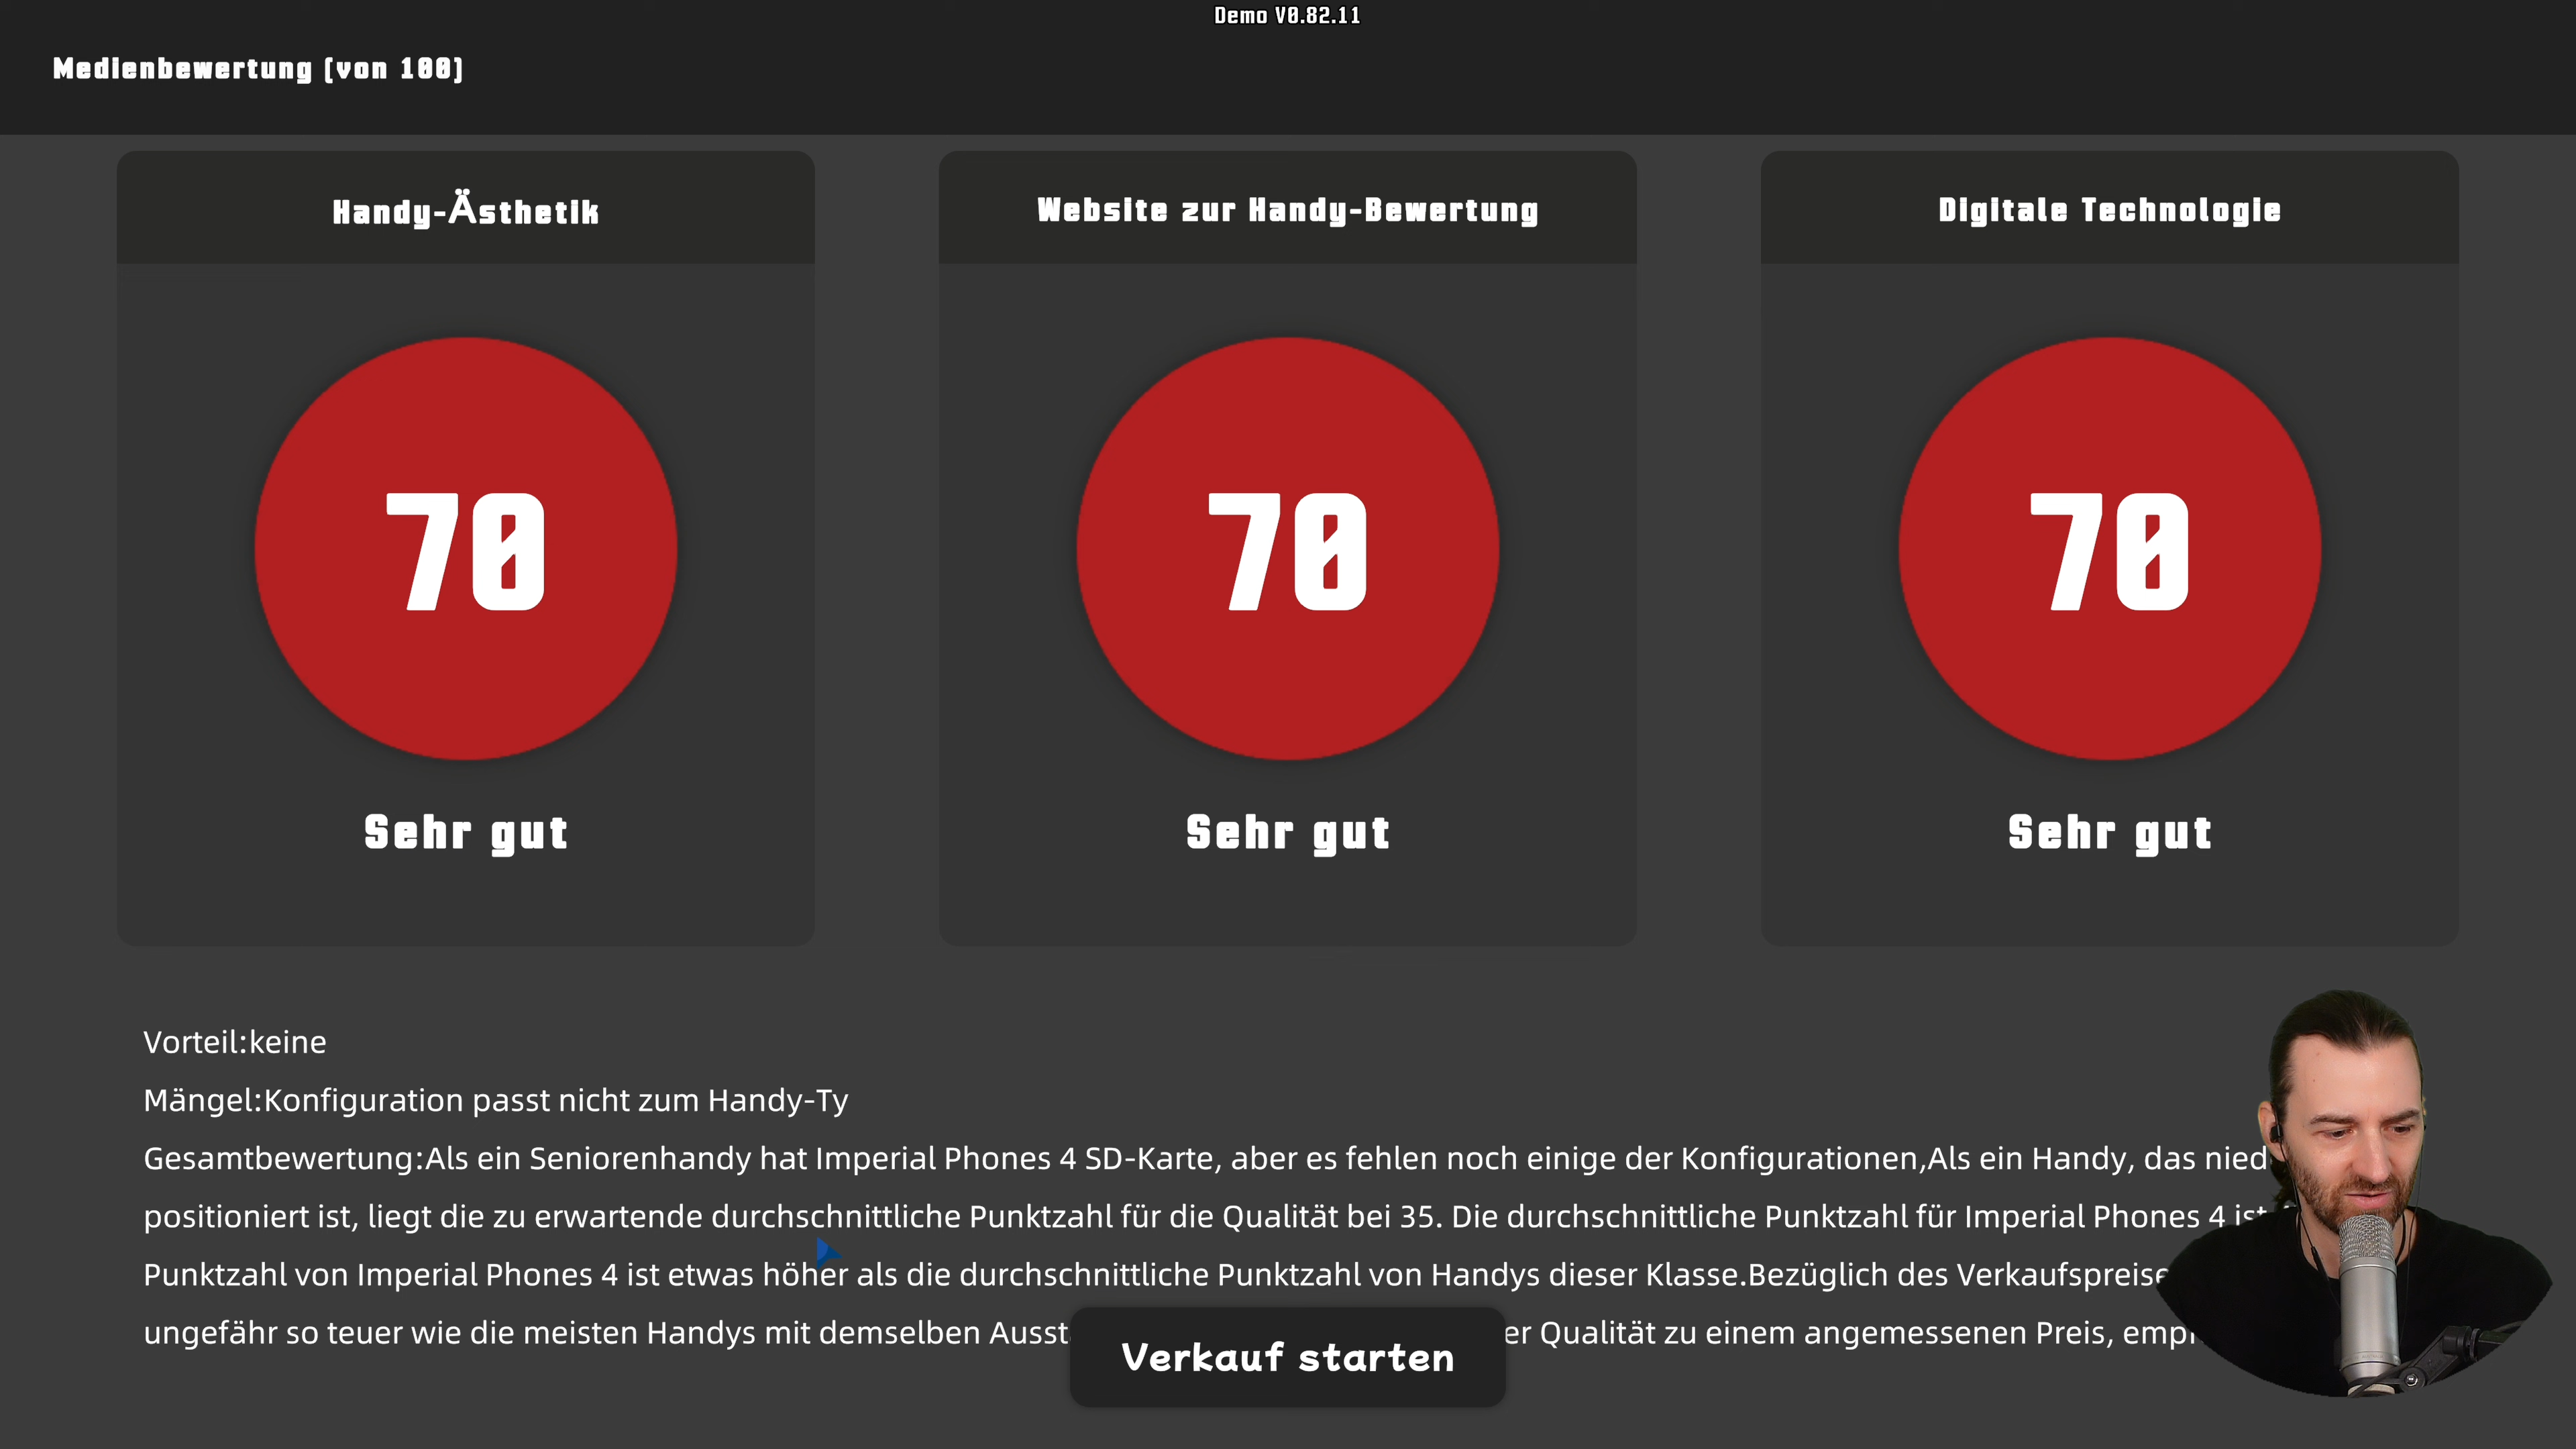 Demo V0.82.11
Medienbewertung (von 100)
Handy-Ästhetik
Website zur Handy-Bewertung
Digitale Technologie
70
70
70
Sehr gut
Sehr gut
Sehr gut
Vorteil:keine
Mängel:Konfiguration passt nicht zum Handy-Ty
Gesamtbewertung:Als ein Seniorenhandy hat Imperial Phones 4 SD-Karte, aber es fehlen noch einige der Konfigurationen,Als ein Handy, das
positioniert ist, liegt die zu erwartende durchschnittliche Punktzahl für die Qualität bei 35. Die durchschnittliche Punktzahl für Imperial Phones 4 ist
Punktzahl von Imperial Phones 4 ist etwas höher als die durchschnittliche Punktzahl von Handys dieser Klasse.Bezüglich des
ungefähr so teuer wie die meisten Handys mit demselben Qualität zu einem angemessenen Preis,
Verkauf starten